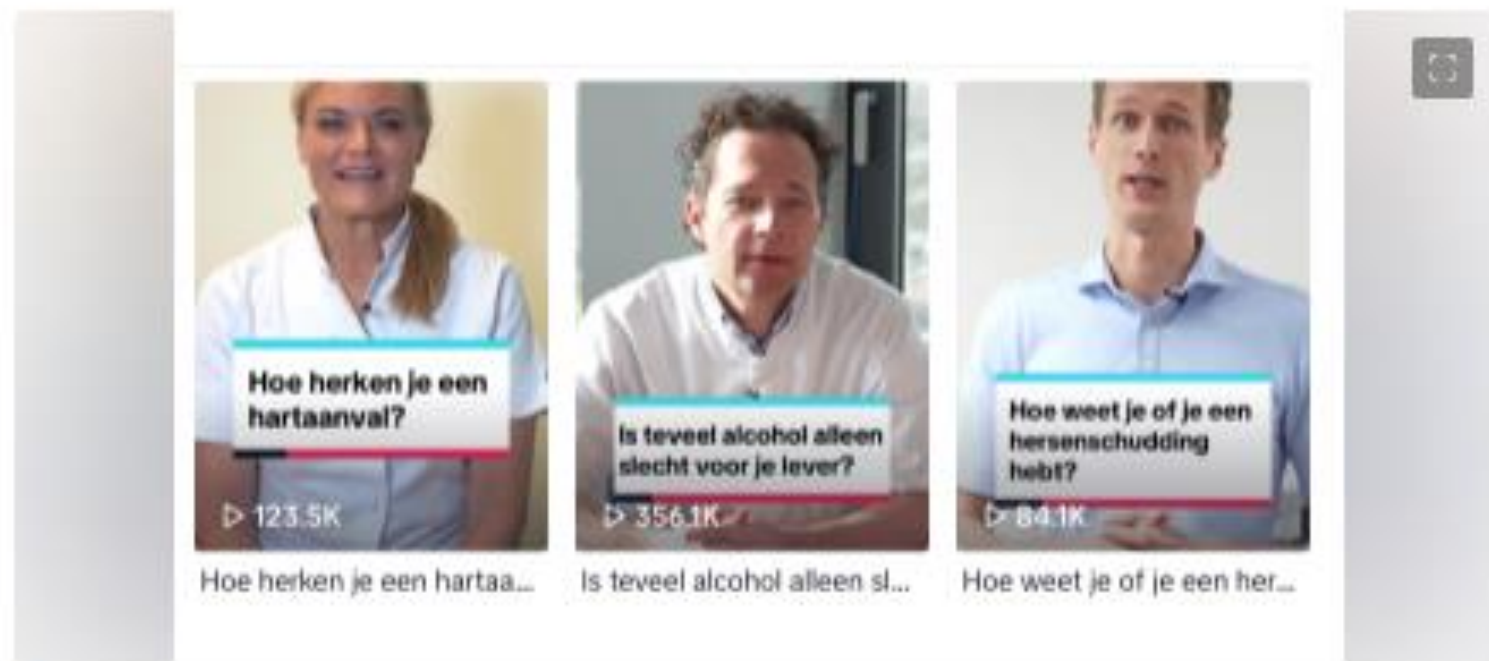 Hoe herken je een
hartaanval?
123.5K
Hoe herken je een hartaa...
Is teveel alcohol alleen
slecht voor je lever?
356.1K
Is teveel alcohol alleen sl...
Hoe weet je of je een
hersenschudding
hebt?
84.1K
Hoe weet je of je een her...